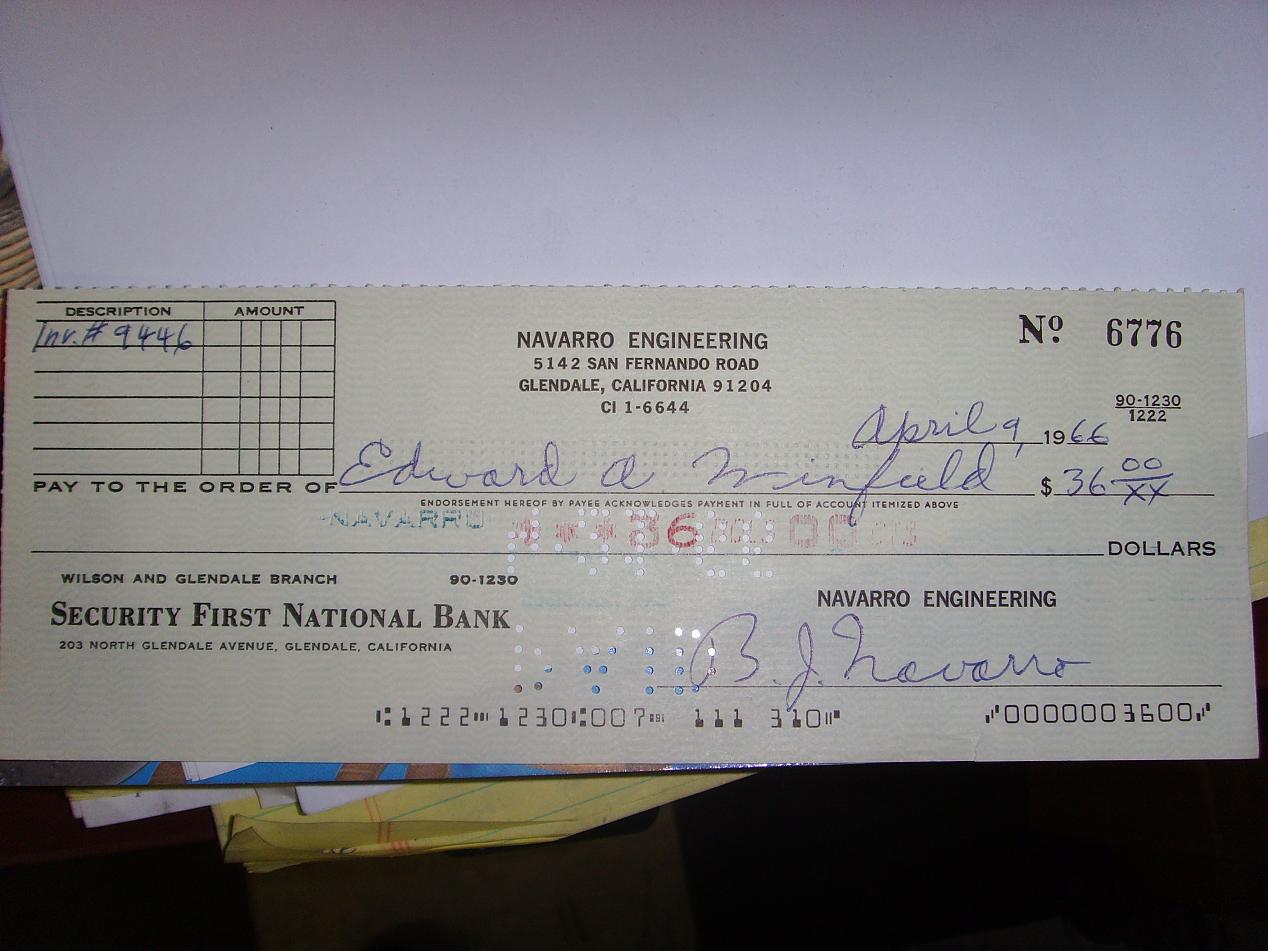 DESCRIPTION AMOUNT
Inv. # 9446
NAVARRO ENGINEERING
5142 SAN FERNANDO ROAD
GLENDALE, CALIFORNIA 91204
CI 1-6644
Nº 6776
90-1230
1222
April 9, 1966
PAY TO THE ORDER OF Edward A Minfield $ 36 00/XX
ENDORSEMENT HEREOF BY PAYEE ACKNOWLEDGES PAYMENT IN FULL OF ACCOUNT ITEMIZED ABOVE
NAVARRO
DOLLARS
WILSON AND GLENDALE BRANCH 90-1230
SECURITY FIRST NATIONAL BANK
203 NORTH GLENDALE AVENUE, GLENDALE, CALIFORNIA
NAVARRO ENGINEERING
B. J. Navarro
⑆1222⑉1230⑆007⑉ 111 310⑈ ⑇0000003600⑇